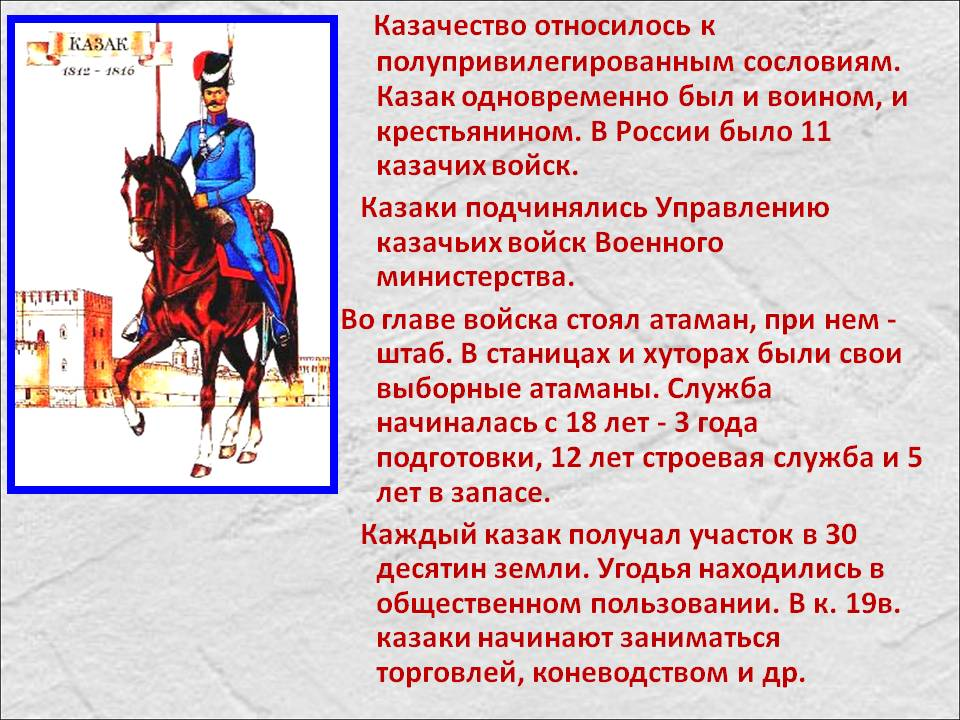 КАЗАК
1812 - 1816
Казачество относилось к
полупривилегированным сословиям.
Казак одновременно был и воином, и
крестьянином. В России было 11
казачих войск.
Казаки подчинялись Управлению
казачьих войск Военного
министерства.
Во главе войска стоял атаман, при нем -
штаб. В станицах и хуторах были свои
выборные атаманы. Служба
начиналась с 18 лет - 3 года
подготовки, 12 лет строевая служба и 5
лет в запасе.
Каждый казак получал участок в 30
десятин земли. Угодья находились в
общественном пользовании. В к. 19в.
казаки начинают заниматься
торговлей, коневодством и др.